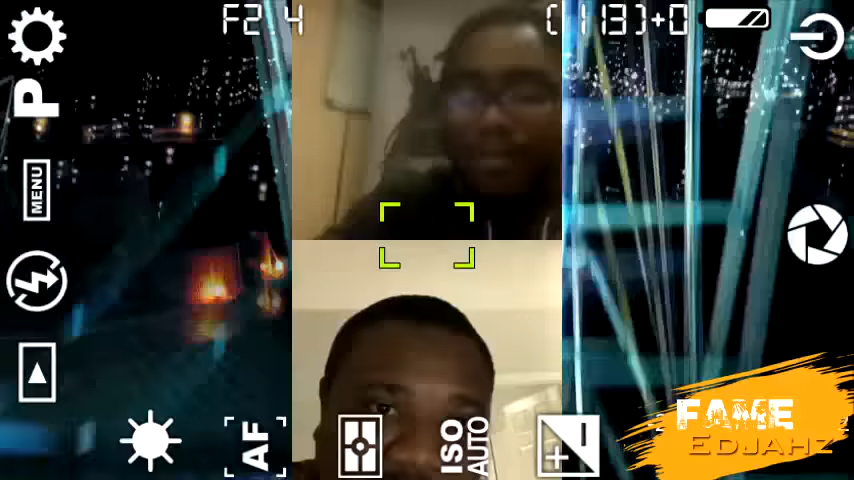 F2.4
(113)+0
P
MENU
AF
ISO
AUTO
FAME
EDJAHZ